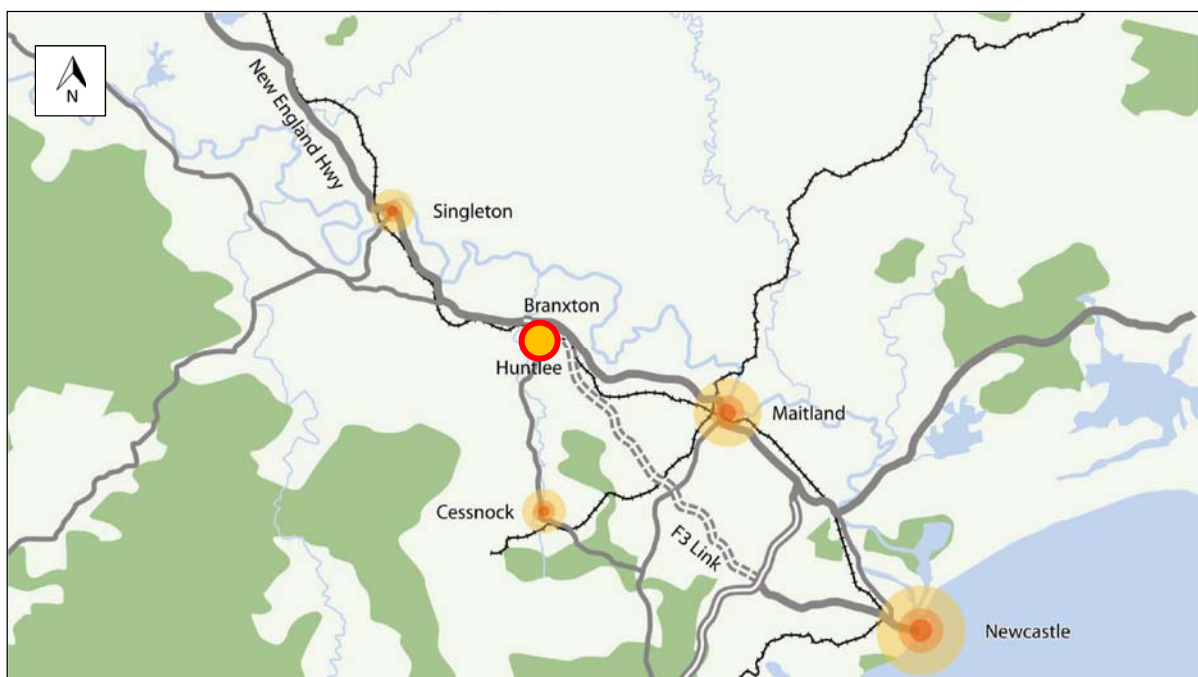 N
New England Hwy
Singleton
Branxton
Huntlee
Maitland
Cessnock
F3 Link
Newcastle